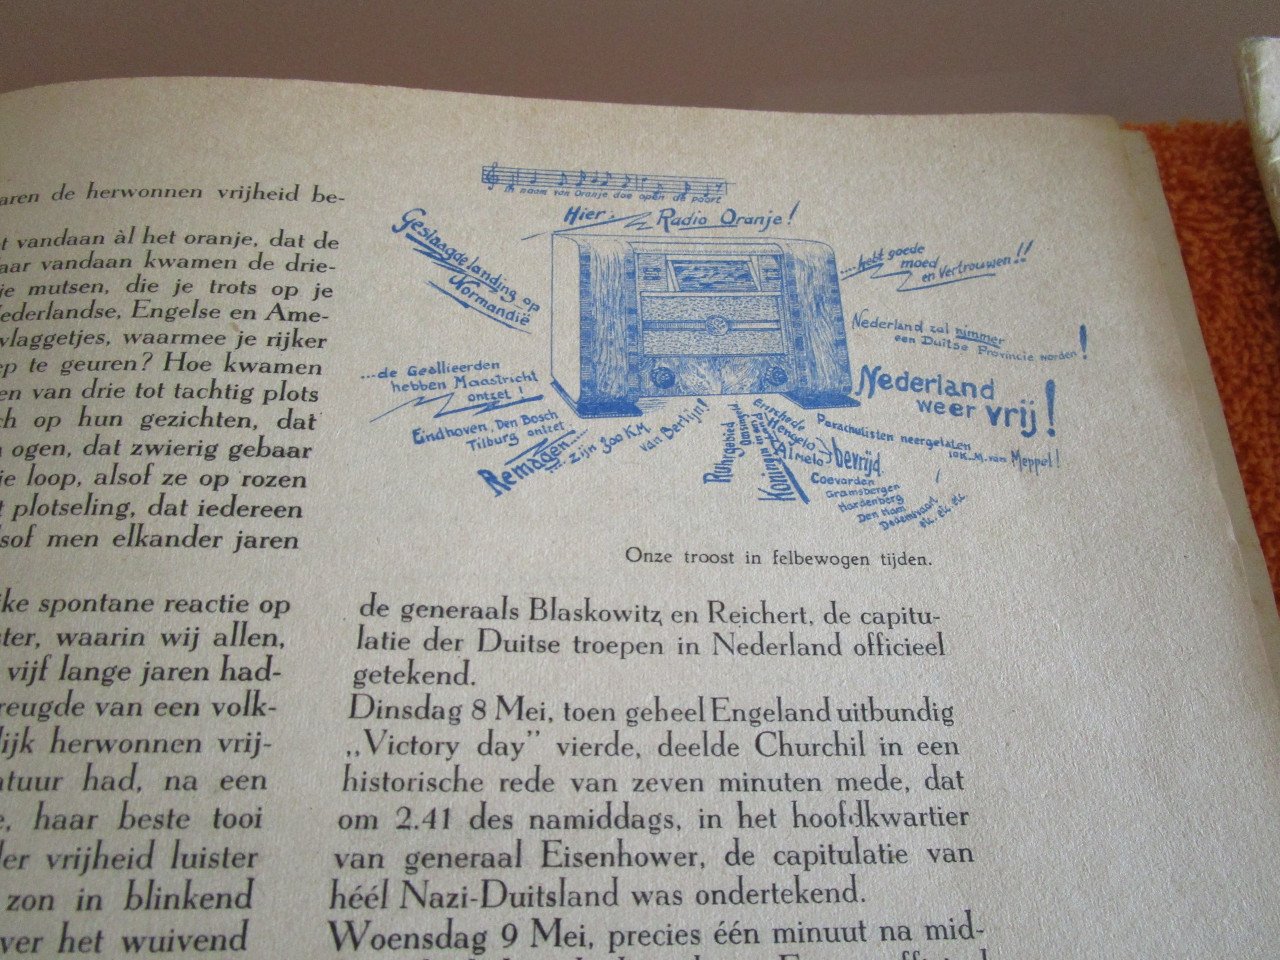 aren de herwonnen vrijheid be-
t vandaan àl het oranje, dat de
aar vandaan kwamen de drie-
je mutsen, die je trots op je
ederlandse, Engelse en Ame-
vlaggetjes, waarmee je rijker
ep te geuren? Hoe kwamen
en van drie tot tachtig plots
ch op hun gezichten, dat
ogen, dat zwierig gebaar
ie loop, alsof ze op rozen
t plotseling, dat iedereen
sof men elkander jaren
ke spontane reactie op
ter, waarin wij allen,
vijf lange jaren had-
reugde van een volk-
lijk herwonnen vrij-
atuur had, na een
e, haar beste tooi
der vrijheid luister
zon in blinkend
ver het wuivend
In naam van Oranje doe open de poort
Hier. Radio Oranje!
Geslaagde landing op
Normandië
...de Geallieerden
hebben Maastricht
ontzet!
Eindhoven, Den Bosch
Tilburg ontzet
Remagen....
zijn 300 K.M.
van Berlijn!
Ruhrgebied
Enschede
Hengelo
Almelo
bevrijd.
Coevorden
Gramsbergen
Hardenberg
Den Ham
Dedemsvaart
etc. etc. etc.
Parachutisten neergelaten
10 K.M. van Meppel!
...houdt goede
moed
en Vertrouwen!!
Nederland zal nimmer
een Duitse Provincie worden!
Nederland
weer vrij!
Onze troost in felbewogen tijden.
de generaals Blaskowitz en Reichert, de capitu-
latie der Duitse troepen in Nederland officieel
getekend.
Dinsdag 8 Mei, toen geheel Engeland uitbundig
„Victory day” vierde, deelde Churchil in een
historische rede van zeven minuten mede, dat
om 2.41 des namiddags, in het hoofdkwartier
van generaal Eisenhower, de capitulatie van
héél Nazi-Duitsland was ondertekend.
Woensdag 9 Mei, precies één minuut na mid-